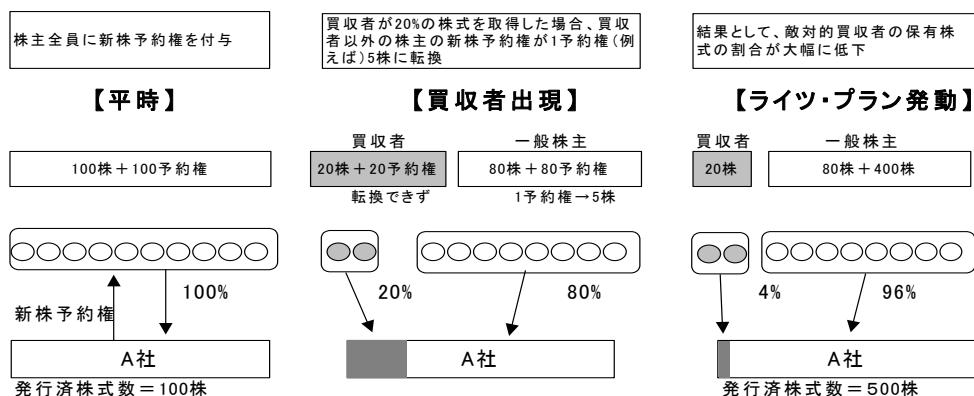 株主全員に新株予約権を付与
買収者が20%の株式を取得した場合、買収
者以外の株主の新株予約権が1予約権(例
えば)5株に転換
結果として、敵対的買収者の保有株
式の割合が大幅に低下
【平時】
【買収者出現】
【ライツ・プラン発動】
買収者
一般株主
買収者
一般株主
100株+100予約権
20株+20予約権
80株+80予約権
20株
80株+400株
転換できず
1予約権→5株
100%
20%
80%
4%
96%
新株予約権
A社
A社
A社
発行済株式数=100株
発行済株式数=500株